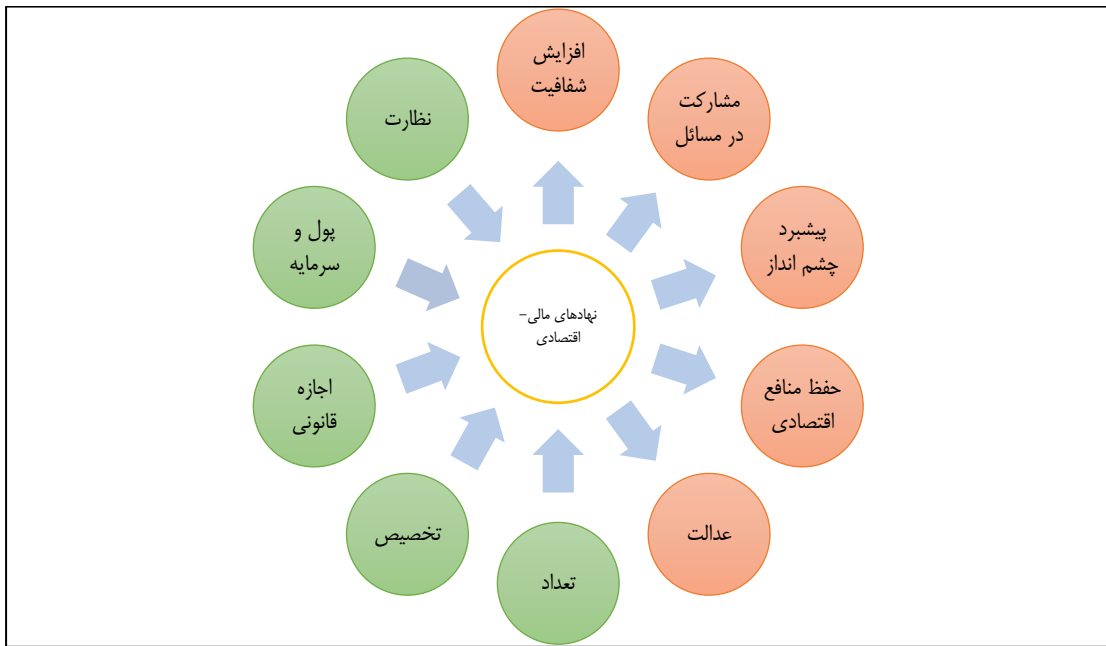 افزایش
شفافیت
مشارکت
در مسائل
پیشبرد
چشم انداز
حفظ منافع
اقتصادی
عدالت
تعداد
تخصیص
اجازه
قانونی
پول و
سرمایه
نظارت
نهادهای مالی-
اقتصادی